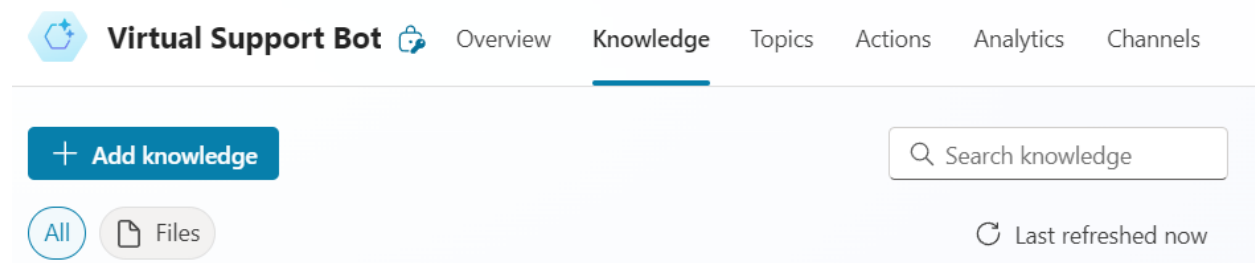 Virtual Support Bot Overview Knowledge Topics Actions Analytics Channels
Add knowledge Search knowledge
All Files Last refreshed now